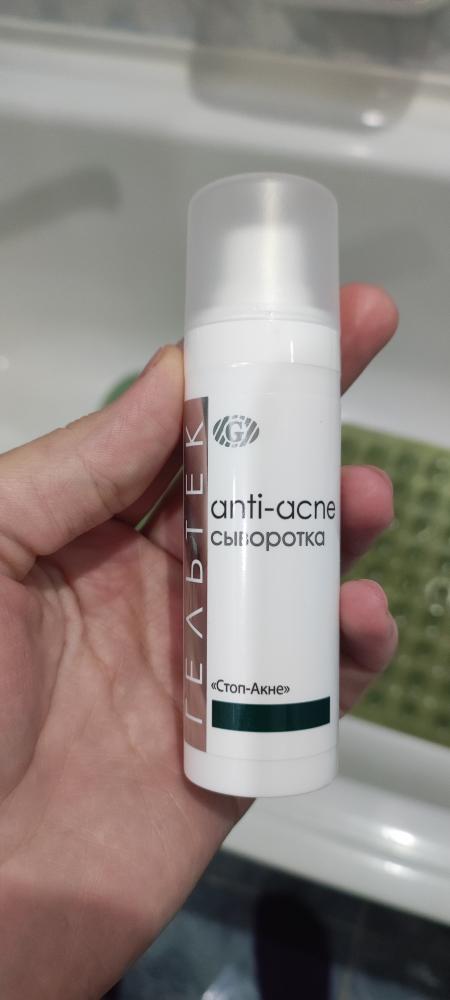 G
ГЕЛЬТЕК
anti-acne
сыворотка
«Стоп-Акне»